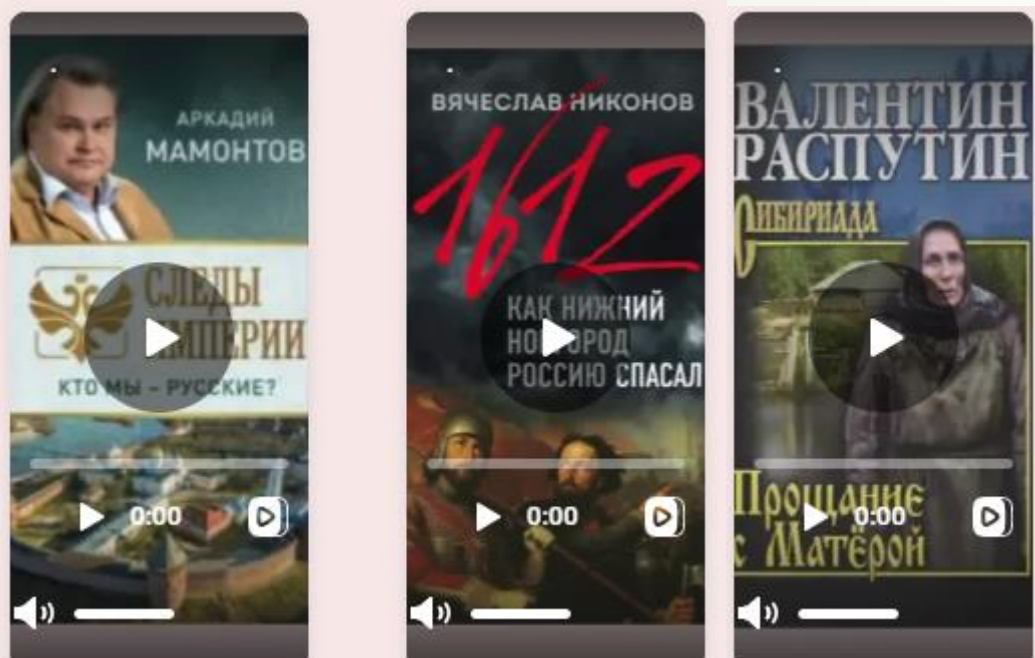 АРКАДИЙ
МАМОНТОВ
СЛЕДЫ
ИМПЕРИИ
КТО МЫ – РУССКИЕ?
0:00
ВЯЧЕСЛАВ НИКОНОВ
1612
КАК НИЖНИЙ
НОВГОРОД
РОССИЮ СПАСАЛ
0:00
ВАЛЕНТИН
РАСПУТИН
СИБИРИАДА
Прощание
с Матёрой
0:00